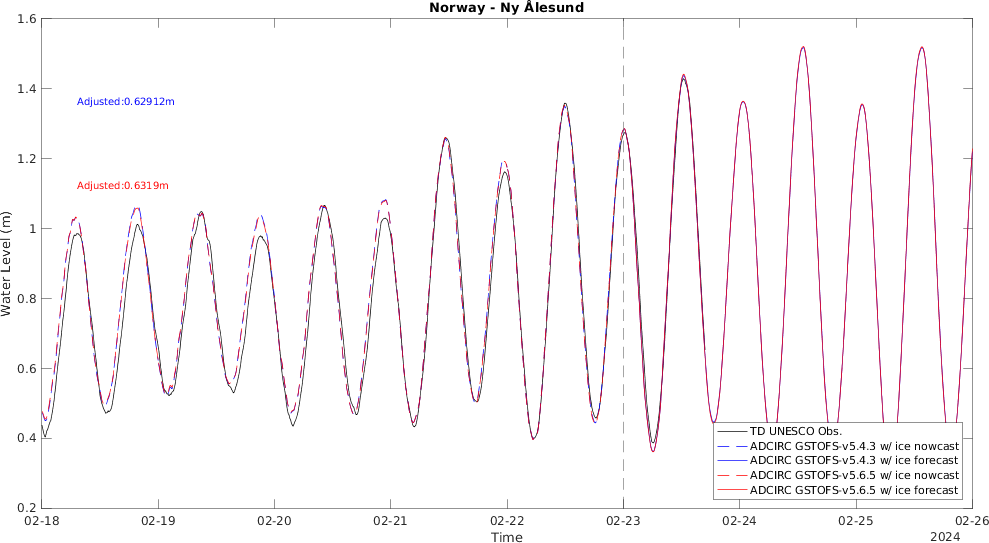 Norway - Ny Ålesund
1.6
1.4
1.2
1
0.8
0.6
0.4
0.2
Water Level (m)
Adjusted:0.62912m
Adjusted:0.6319m
TD UNESCO Obs.
ADCIRC GSTOFS-v5.4.3 w/ ice nowcast
ADCIRC GSTOFS-v5.4.3 w/ ice forecast
ADCIRC GSTOFS-v5.6.5 w/ ice nowcast
ADCIRC GSTOFS-v5.6.5 w/ ice forecast
02-18 02-19 02-20 02-21 02-22 02-23 02-24 02-25 02-26
Time
2024